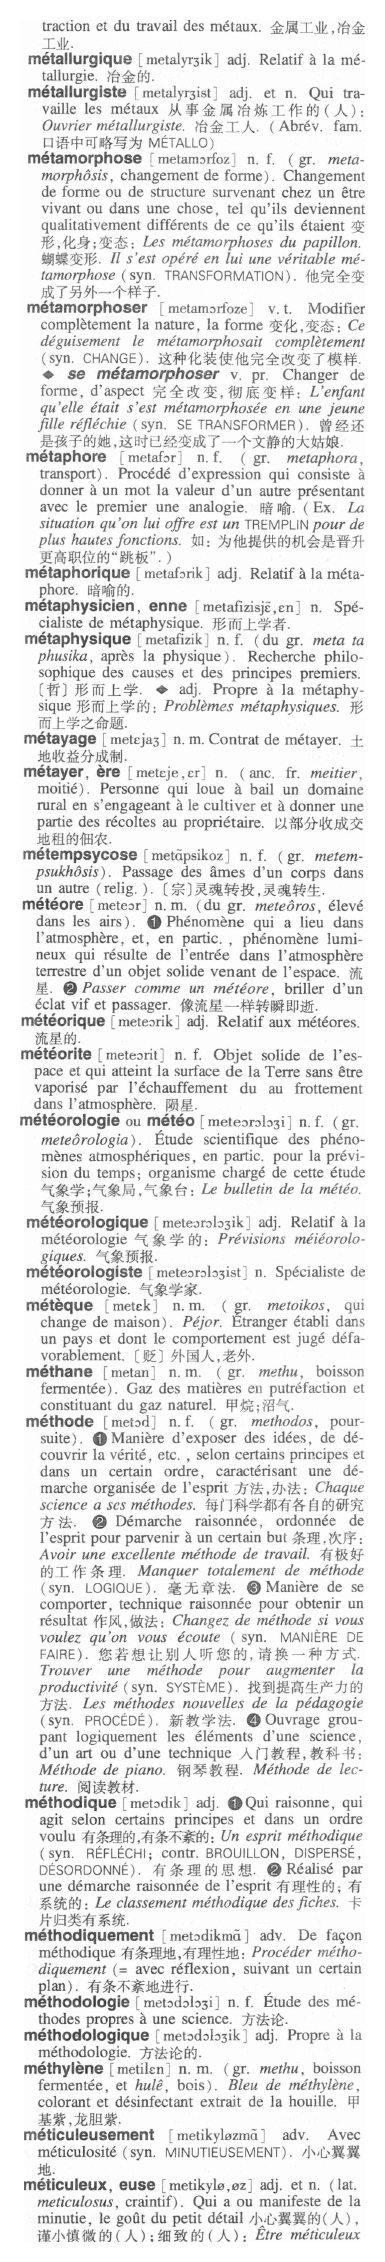 traction et du travail des métaux. 金属工业,冶金
工业.
métallurgique [metalyrʒik] adj. Relatif à la mé-
tallurgie. 冶金的.
métallurgiste [metalyrʒist] adj. et n. Qui tra-
vaille les métaux 从事金属冶炼工作的(人):
Ouvrier métallurgiste. 冶金工人. (Abrév. fam.
口语中可略写为 MÉTALLO)
métamorphose [metamɔrfoz] n. f. (gr. meta-
morphôsis, changement de forme). Changement
de forme ou de structure survenant chez un être
vivant ou dans une chose, tel qu'ils deviennent
qualitativement différents de ce qu'ils étaient 变
形,化身;变态: Les métamorphoses du papillon.
蝴蝶变形. Il s'est opéré en lui une véritable mé-
tamorphose (syn. TRANSFORMATION). 他完全变
成了另外一个样子.
métamorphoser [metamɔrfoze] v. t. Modifier
complètement la nature, la forme 变化,变态: Ce
déguisement le métamorphosait complètement
(syn. CHANGE). 这种化装使他完全改变了模样.
◆ se métamorphoser v. pr. Changer de
forme, d'aspect 完全改变,彻底变样: L'enfant
qu'elle était s'est métamorphosée en une jeune
fille réfléchie (syn. SE TRANSFORMER). 曾经还
是孩子的她,这时已经变成了一个文静的大姑娘.
métaphore [metafɔr] n. f. ( gr. metaphora,
transport). Procédé d'expression qui consiste à
donner à un mot la valeur d'un autre présentant
avec le premier une analogie. 暗喻. (Ex. La
situation qu'on lui offre est un TREMPLIN pour de
plus hautes fonctions. 如: 为他提供的机会是晋升
更高职位的“跳板”.)
métaphorique [metafɔrik] adj. Relatif à la méta-
phore. 暗喻的.
métaphysicien, enne [metafizisjɛ̃,ɛn] n. Spé-
cialiste de métaphysique. 形而上学者.
métaphysique [metafizik] n. f. (du gr. meta ta
phusika, après la physique). Recherche philo-
sophique des causes et des principes premiers.
〔哲〕形而上学. ◆ adj. Propre à la métaphy-
sique 形而上学的: Problèmes métaphysiques. 形
而上学之命题.
métayage [metɛjaʒ] n. m. Contrat de métayer. 土
地收益分成制.
métayer, ère [meteje,ɛr] n. (anc. fr. meitier,
moitié). Personne qui loue à bail un domaine
rural en s'engageant à le cultiver et à donner une
partie des récoltes au propriétaire. 以部分收成交
地租的佃农.
métempsycose [metɑ̃psikoz] n. f. ( gr. metem-
psukhôsis). Passage des âmes d'un corps dans
un autre (relig.). 〔宗〕灵魂转投,灵魂转生.
météore [meteɔr] n. m. (du gr. meteôros, élevé
dans les airs). ❶ Phénomène qui a lieu dans
l'atmosphère, et, en partic. , phénomène lumi-
neux qui résulte de l'entrée dans l'atmosphère
terrestre d'un objet solide venant de l'espace. 流
星. ❷ Passer comme un météore, briller d'un
éclat vif et passager. 像流星一样转瞬即逝.
météorique [meteɔrik] adj. Relatif aux météores.
流星的.
météorite [meteɔrit] n. f. Objet solide de l'es-
pace et qui atteint la surface de la Terre sans être
vaporisé par l'échauffement du au frottement
dans l'atmosphère. 陨星.
météorologie ou météo [meteɔrɔlɔʒi] n. f. (gr.
meteôrologia). Étude scientifique des phéno-
mènes atmosphériques, en partic. pour la prévi-
sion du temps; organisme chargé de cette étude
气象学;气象局,气象台: Le bulletin de la météo.
气象预报.
météorologique [meteɔrɔlɔʒik] adj. Relatif à la
météorologie 气象学的: Prévisions méiéorolo-
giques. 气象预报.
météorologiste [meteɔrɔlɔʒist] n. Spécialiste de
météorologie. 气象学家.
métèque [metɛk] n. m. ( gr. metoikos, qui
change de maison). Péjor. Étranger établi dans
un pays et dont le comportement est jugé défa-
vorablement. 〔贬〕外国人,老外.
méthane [metan] n. m. ( gr. methu, boisson
fermentée). Gaz des matières en putréfaction et
constituant du gaz naturel. 甲烷;沼气.
méthode [metɔd] n. f. ( gr. methodos, pour-
suite). ❶ Manière d'exposer des idées, de dé-
couvrir la vérité, etc. , selon certains principes et
dans un certain ordre, caractérisant une dé-
marche organisée de l'esprit 方法,办法: Chaque
science a ses méthodes. 每门科学都有各自的研究
方法. ❷ Démarche raisonnée, ordonnée de
l'esprit pour parvenir à un certain but 条理,次序:
Avoir une excellente méthode de travail. 有极好
的工作条理. Manquer totalement de méthode
(syn. LOGIQUE). 毫无章法. ❸ Manière de se
comporter, technique raisonnée pour obtenir un
résultat 作风,做法: Changez de méthode si vous
voulez qu'on vous écoute (syn. MANIÈRE DE
FAIRE). 您若想让别人听您的,请换一种方式.
Trouver une méthode pour augmenter la
productivité (syn. SYSTÈME). 找到提高生产力的
方法. Les méthodes nouvelles de la pédagogie
(syn. PROCÉDÉ). 新教学法. ❹ Ouvrage grou-
pant logiquement les éléments d'une science,
d'un art ou d'une technique 入门教程,教科书:
Méthode de piano. 钢琴教程. Méthode de lec-
ture. 阅读教材.
méthodique [metɔdik] adj. ❶ Qui raisonne, qui
agit selon certains principes et dans un ordre
voulu 有条理的,有条不紊的: Un esprit méthodique
(syn. RÉFLÉCHI; contr. BROUILLON, DISPERSÉ,
DÉSORDONNÉ). 有条理的思想. ❷ Réalisé par
une démarche raisonnée de l'esprit 有理性的; 有
系统的: Le classement méthodique des fiches. 卡
片归类有系统.
méthodiquement [metɔdikmɑ̃] adv. De façon
méthodique 有条理地,有理性地: Procéder métho-
diquement (= avec réflexion, suivant un certain
plan). 有条不紊地进行.
méthodologie [metɔdɔlɔʒi] n. f. Étude des mé-
thodes propres à une science. 方法论.
méthodologique [metɔdɔlɔʒik] adj. Propre à la
méthodologie. 方法论的.
méthylène [metilɛn] n. m. (gr. methu, boisson
fermentée, et hulê, bois). Bleu de méthylène,
colorant et désinfectant extrait de la houille. 甲
基紫,龙胆紫.
méticuleusement [metikyløzmɑ̃] adv. Avec
méticulosité (syn. MINUTIEUSEMENT). 小心翼翼
地.
méticuleux, euse [metikylø,øz] adj. et n. (lat.
meticulosus, craintif). Qui a ou manifeste de la
minutie, le goût du petit détail 小心翼翼的(人),
谨小慎微的(人);细致的(人): Être méticuleux